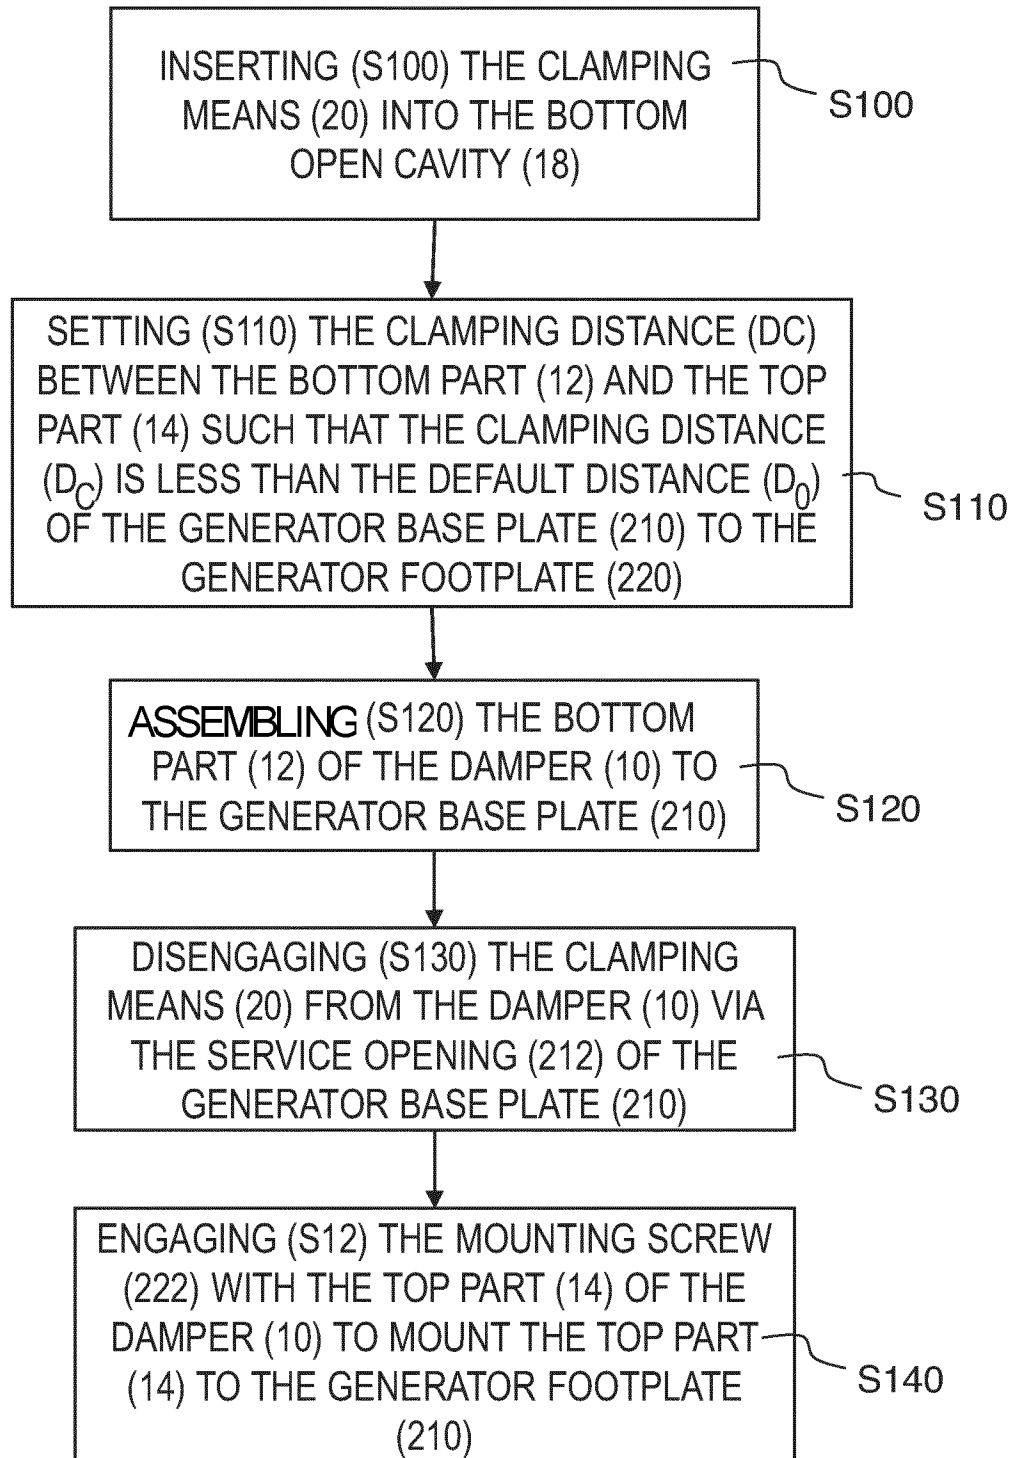 INSERTING (S100) THE CLAMPING
MEANS (20) INTO THE BOTTOM
OPEN CAVITY (18)
S100
SETTING (S110) THE CLAMPING DISTANCE (DC)
BETWEEN THE BOTTOM PART (12) AND THE TOP
PART (14) SUCH THAT THE CLAMPING DISTANCE
(DC) IS LESS THAN THE DEFAULT DISTANCE (D0)
OF THE GENERATOR BASE PLATE (210) TO THE
GENERATOR FOOTPLATE (220)
S110
ASSEMBLING (S120) THE BOTTOM
PART (12) OF THE DAMPER (10) TO
THE GENERATOR BASE PLATE (210)
S120
DISENGAGING (S130) THE CLAMPING
MEANS (20) FROM THE DAMPER (10) VIA
THE SERVICE OPENING (212) OF THE
GENERATOR BASE PLATE (210)
S130
ENGAGING (S12) THE MOUNTING SCREW
(222) WITH THE TOP PART (14) OF THE
DAMPER (10) TO MOUNT THE TOP PART
(14) TO THE GENERATOR FOOTPLATE
(210)
S140